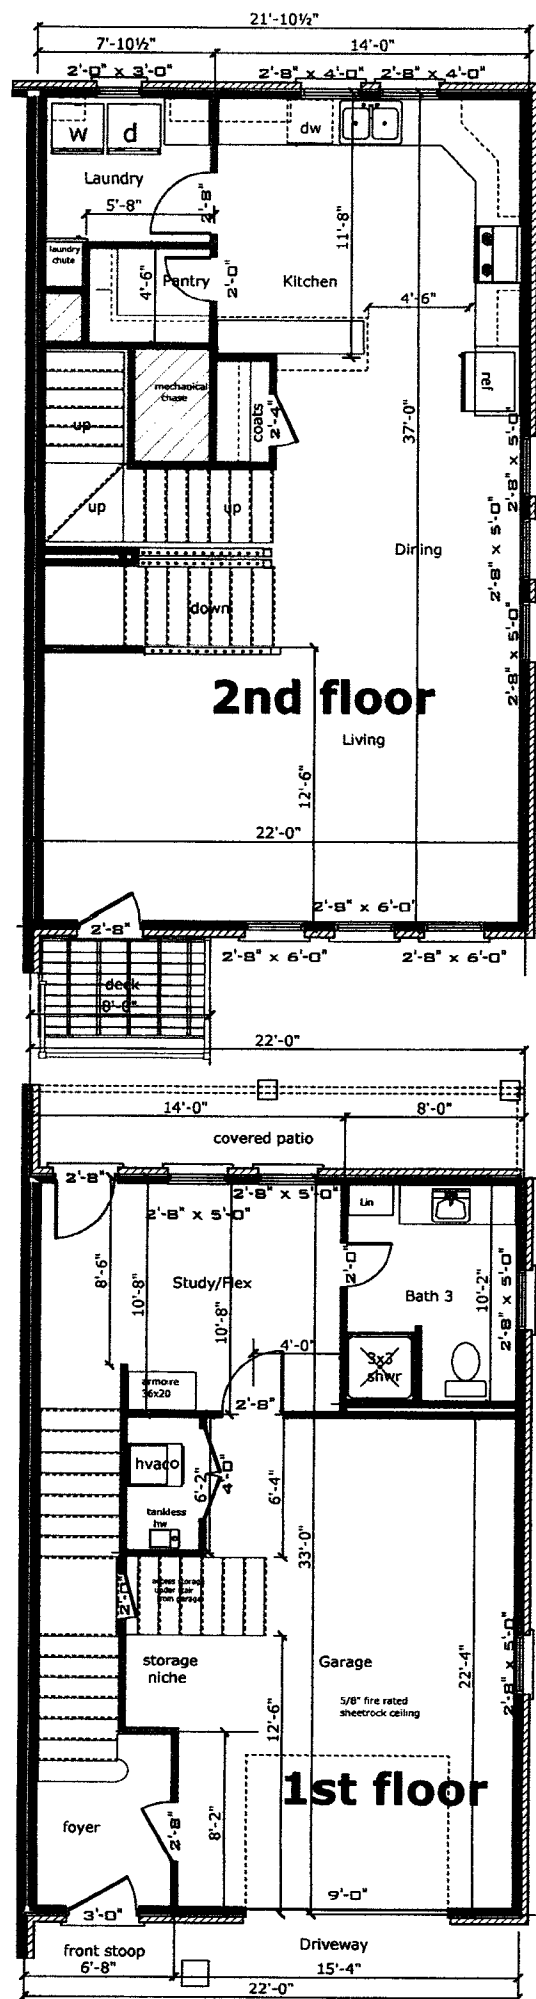 21'-10½"
7'-10½"
14'-0"
2'-0" x 3'-0"
2'-8" x 4'-0"
2'-8" x 4'-0"
w
d
dw
Laundry
5'-8"
2'-8"
11'-8"
laundry
chute
4'-6"
Pantry
2'-0"
Kitchen
4'-6"
mechanical
chase
coats
2'-4"
ref
37'-0"
up
up
up
2'-8" x 5'-0"
2'-8" x 5'-0"
2'-8" x 5'-0"
Dining
down
2nd floor
Living
12'-6"
22'-0"
2'-8"
2'-8" x 6'-0"
2'-8" x 6'-0"
2'-8" x 6'-0"
deck
8'-0"
22'-0"
14'-0"
8'-0"
covered patio
2'-8"
2'-8" x 5'-0"
2'-8" x 5'-0"
Lin
8'-6"
10'-8"
Study/Flex
10'-8"
2'-0"
Bath 3
10'-2"
2'-8" x 5'-0"
4'-0"
3x3
shwr
armoire
36x20
2'-8"
hvac
6'-2"
4'-0"
6'-4"
tankless
hw
33'-0"
access storage
under stair
from garage
2'-0"
storage
niche
Garage
22'-4"
2'-8" x 5'-0"
5/8" fire rated
sheetrock ceiling
12'-6"
1st floor
foyer
2'-8"
8'-2"
9'-0"
3'-0"
front stoop
Driveway
6'-8"
15'-4"
22'-0"